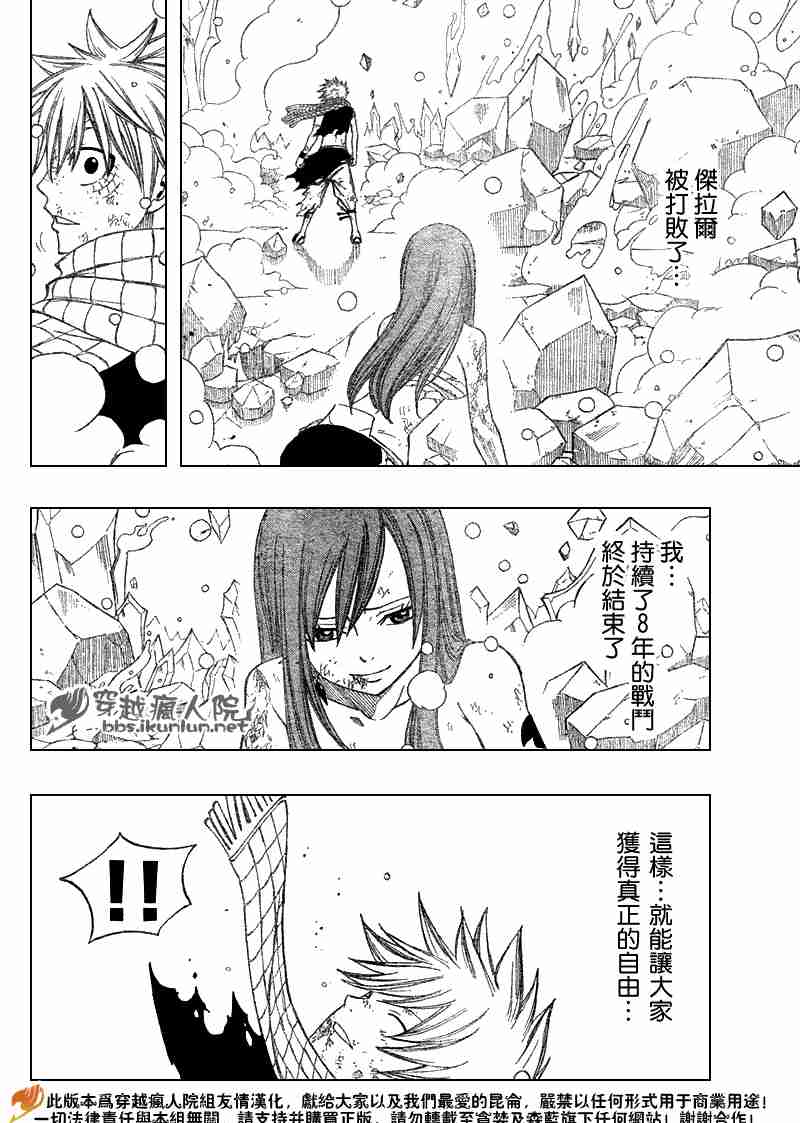 傑拉爾
被打敗了…
我…
持續了8年的戰鬥
終於結束了
穿越瘋人院
bbs.ikunlun.net
這樣…就能讓大家
獲得真正的自由…
!!
此版本爲穿越瘋人院組友情漢化，獻給大家以及我們最愛的昆侖，嚴禁以任何形式用于商業用途！
一切法律責任與本組無關，請支持并購買正版，請勿轉載至貪婪及森藍旗下任何網站！謝謝合作！